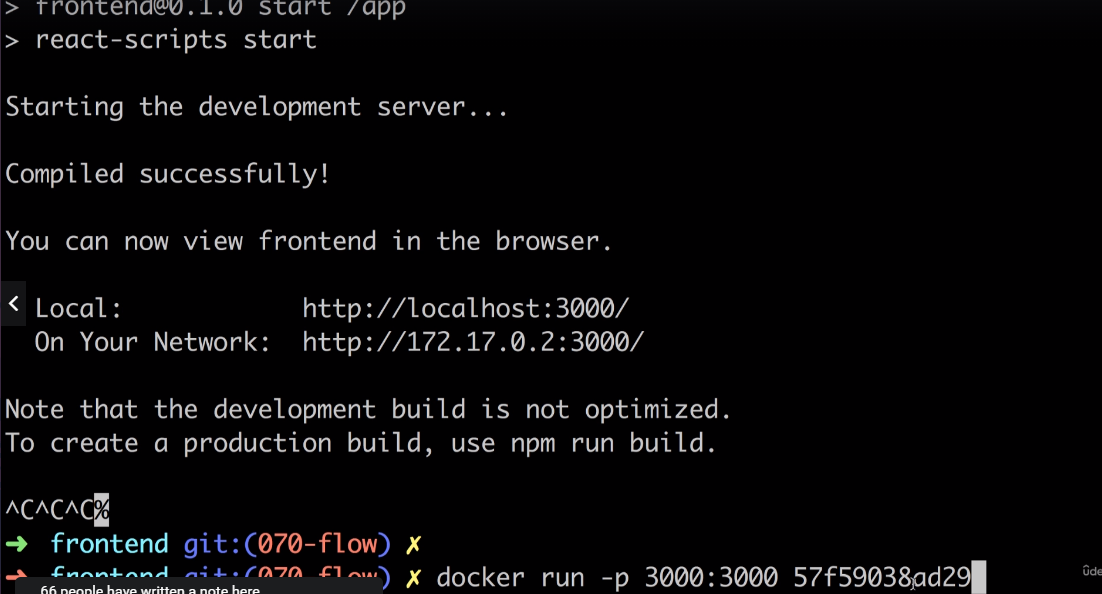 > frontend@0.1.0 start /app
> react-scripts start
Starting the development server...
Compiled successfully!
You can now view frontend in the browser.
Local: http://localhost:3000/
On Your Network: http://172.17.0.2:3000/
Note that the development build is not optimized.
To create a production build, use npm run build.
^C^C^C%
➜ frontend git:(070-flow) ✗
➜ frontend git:(070-flow) ✗ docker run -p 3000:3000 57f59038ad29
66 people have written a note here.
ûde